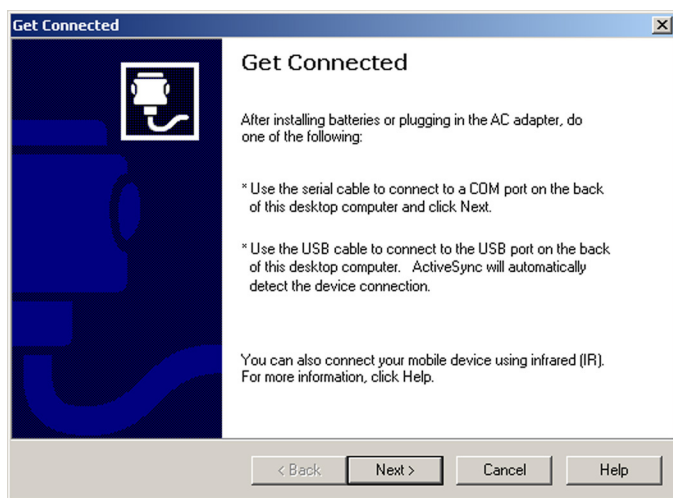 Get Connected
Get Connected
After installing batteries or plugging in the AC adapter, do
one of the following:
* Use the serial cable to connect to a COM port on the back
of this desktop computer and click Next.
* Use the USB cable to connect to the USB port on the back
of this desktop computer. ActiveSync will automatically
detect the device connection.
You can also connect your mobile device using infrared (IR).
For more information, click Help.
< Back Next > Cancel Help